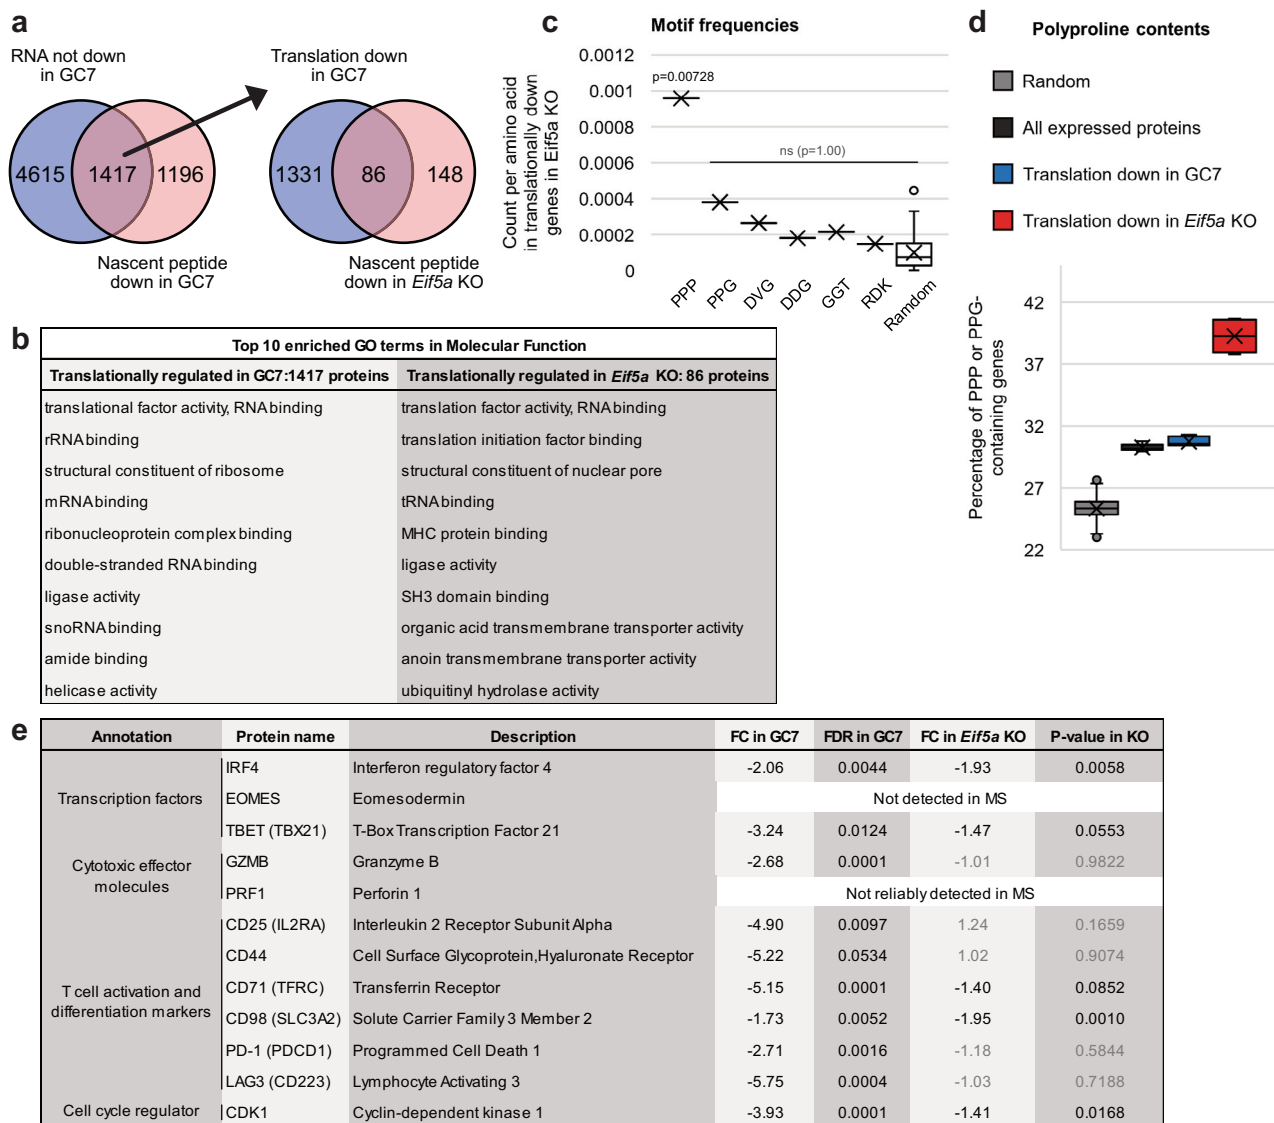 a
RNA not down
in GC7
Translation down
in GC7
4615
1417
1196
1331
86
148
Nascent peptide
down in GC7
Nascent peptide
down in Eif5a KO
c
Motif frequencies
Count per amino acid
in translationally down
genes in Eif5a KO
0.0012
0.001
0.0008
0.0006
0.0004
0.0002
0
p=0.00728
ns (p=1.00)
PPP
PPG
DVG
DDG
GGT
RDK
Ramdom
d
Polyproline contents
Random
All expressed proteins
Translation down in GC7
Translation down in Eif5a KO
Percentage of PPP or PPG-
containing genes
42
37
32
27
22
b
Top 10 enriched GO terms in Molecular Function
Translationally regulated in GC7:1417 proteins Translationally regulated in Eif5a KO: 86 proteins
translational factor activity, RNA binding translation factor activity, RNA binding
rRNA binding translation initiation factor binding
structural constituent of ribosome structural constituent of nuclear pore
mRNA binding tRNA binding
ribonucleoprotein complex binding MHC protein binding
double-stranded RNA binding ligase activity
ligase activity SH3 domain binding
snoRNA binding organic acid transmembrane transporter activity
amide binding anoin transmembrane transporter activity
helicase activity ubiquitinyl hydrolase activity
e
Annotation Protein name Description FC in GC7 FDR in GC7 FC in Eif5a KO P-value in KO
IRF4 Interferon regulatory factor 4 -2.06 0.0044 -1.93 0.0058
Transcription factors EOMES Eomesodermin Not detected in MS
TBET (TBX21) T-Box Transcription Factor 21 -3.24 0.0124 -1.47 0.0553
Cytotoxic effector
molecules
GZMB Granzyme B -2.68 0.0001 -1.01 0.9822
PRF1 Perforin 1 Not reliably detected in MS
CD25 (IL2RA) Interleukin 2 Receptor Subunit Alpha -4.90 0.0097 1.24 0.1659
CD44 Cell Surface Glycoprotein,Hyaluronate Receptor -5.22 0.0534 1.02 0.9074
T cell activation and
differentiation markers
CD71 (TFRC) Transferrin Receptor -5.15 0.0001 -1.40 0.0852
CD98 (SLC3A2) Solute Carrier Family 3 Member 2 -1.73 0.0052 -1.95 0.0010
PD-1 (PDCD1) Programmed Cell Death 1 -2.71 0.0016 -1.18 0.5844
LAG3 (CD223) Lymphocyte Activating 3 -5.75 0.0004 -1.03 0.7188
Cell cycle regulator CDK1 Cyclin-dependent kinase 1 -3.93 0.0001 -1.41 0.0168